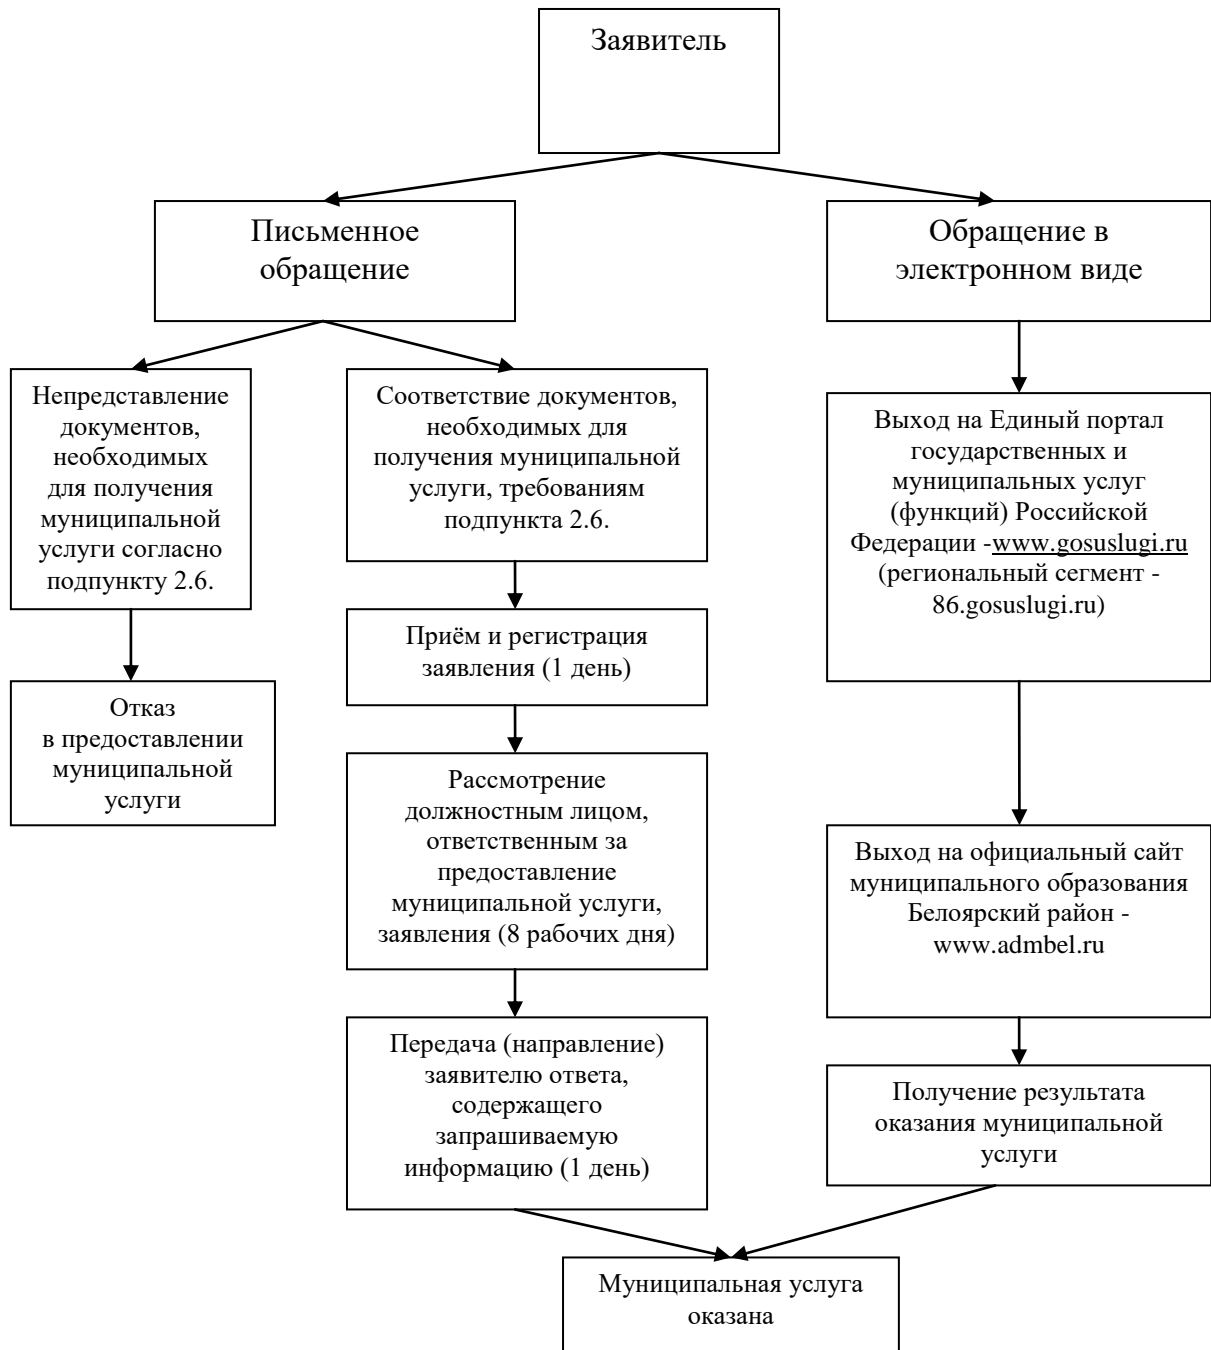 Заявитель
Письменное
обращение
Обращение в
электронном виде
Непредставление
документов,
необходимых
для получения
муниципальной
услуги согласно
подпункту 2.6.
Соответствие документов,
необходимых для
получения муниципальной
услуги, требованиям
подпункта 2.6.
Выход на Единый портал
государственных и
муниципальных услуг
(функций) Российской
Федерации -www.gosuslugi.ru
(региональный сегмент -
86.gosuslugi.ru)
Приём и регистрация
заявления (1 день)
Отказ
в предоставлении
муниципальной
услуги
Рассмотрение
должностным лицом,
ответственным за
предоставление
муниципальной услуги,
заявления (8 рабочих дня)
Выход на официальный сайт
муниципального образования
Белоярский район -
www.admbel.ru
Передача (направление)
заявителю ответа,
содержащего
запрашиваемую
информацию (1 день)
Получение результата
оказания муниципальной
услуги
Муниципальная услуга
оказана